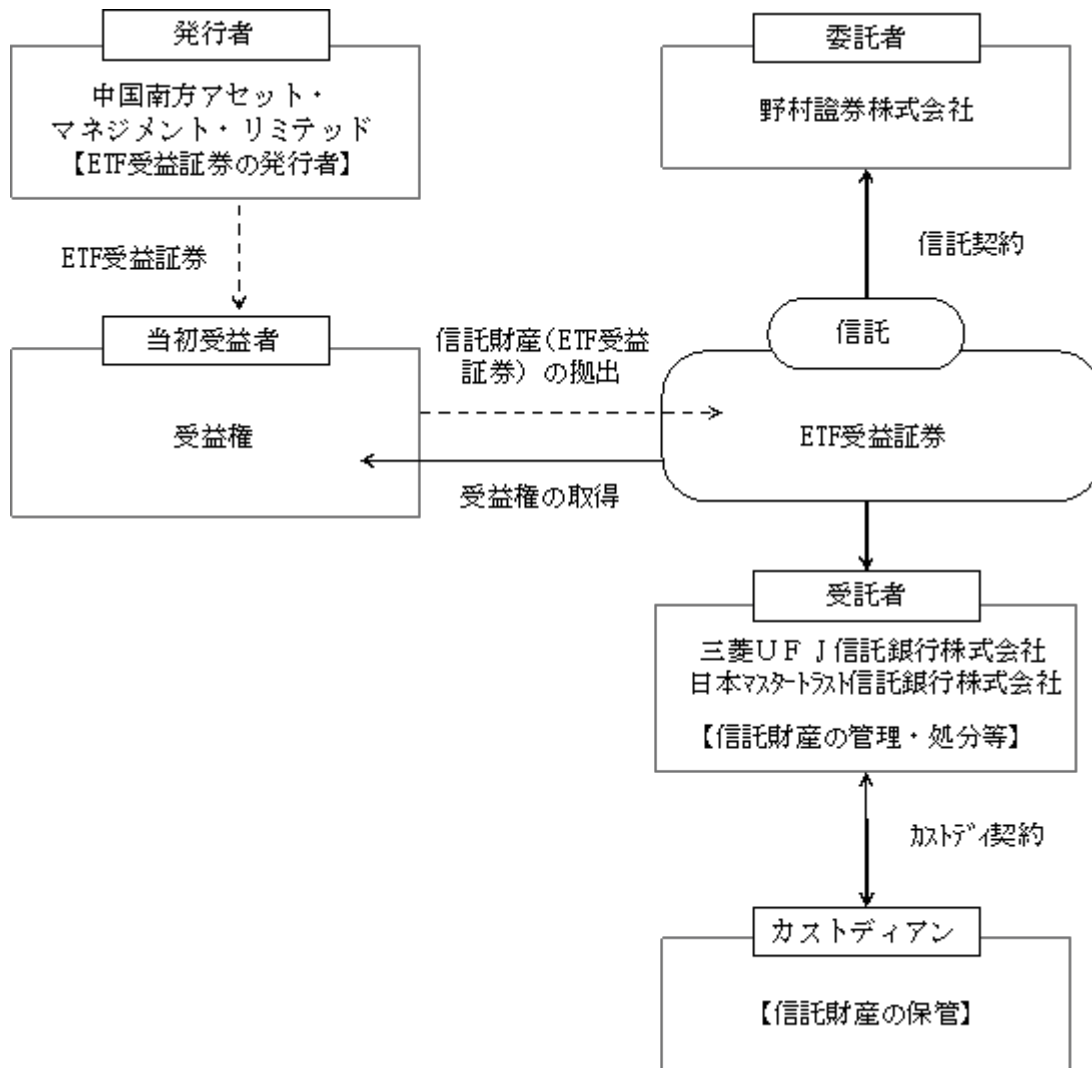 発行者
中国南方アセット・
マネジメント・リミテッド
【ETF受益証券の発行者】
委託者
野村證券株式会社
ETF受益証券
信託契約
当初受益者
受益権
信託財産(ETF受益
証券)の拠出
受益権の取得
信託
ETF受益証券
受託者
三菱UFJ信託銀行株式会社
日本マスタートラスト信託銀行株式会社
【信託財産の管理・処分等】
カストディ契約
カストディアン
【信託財産の保管】